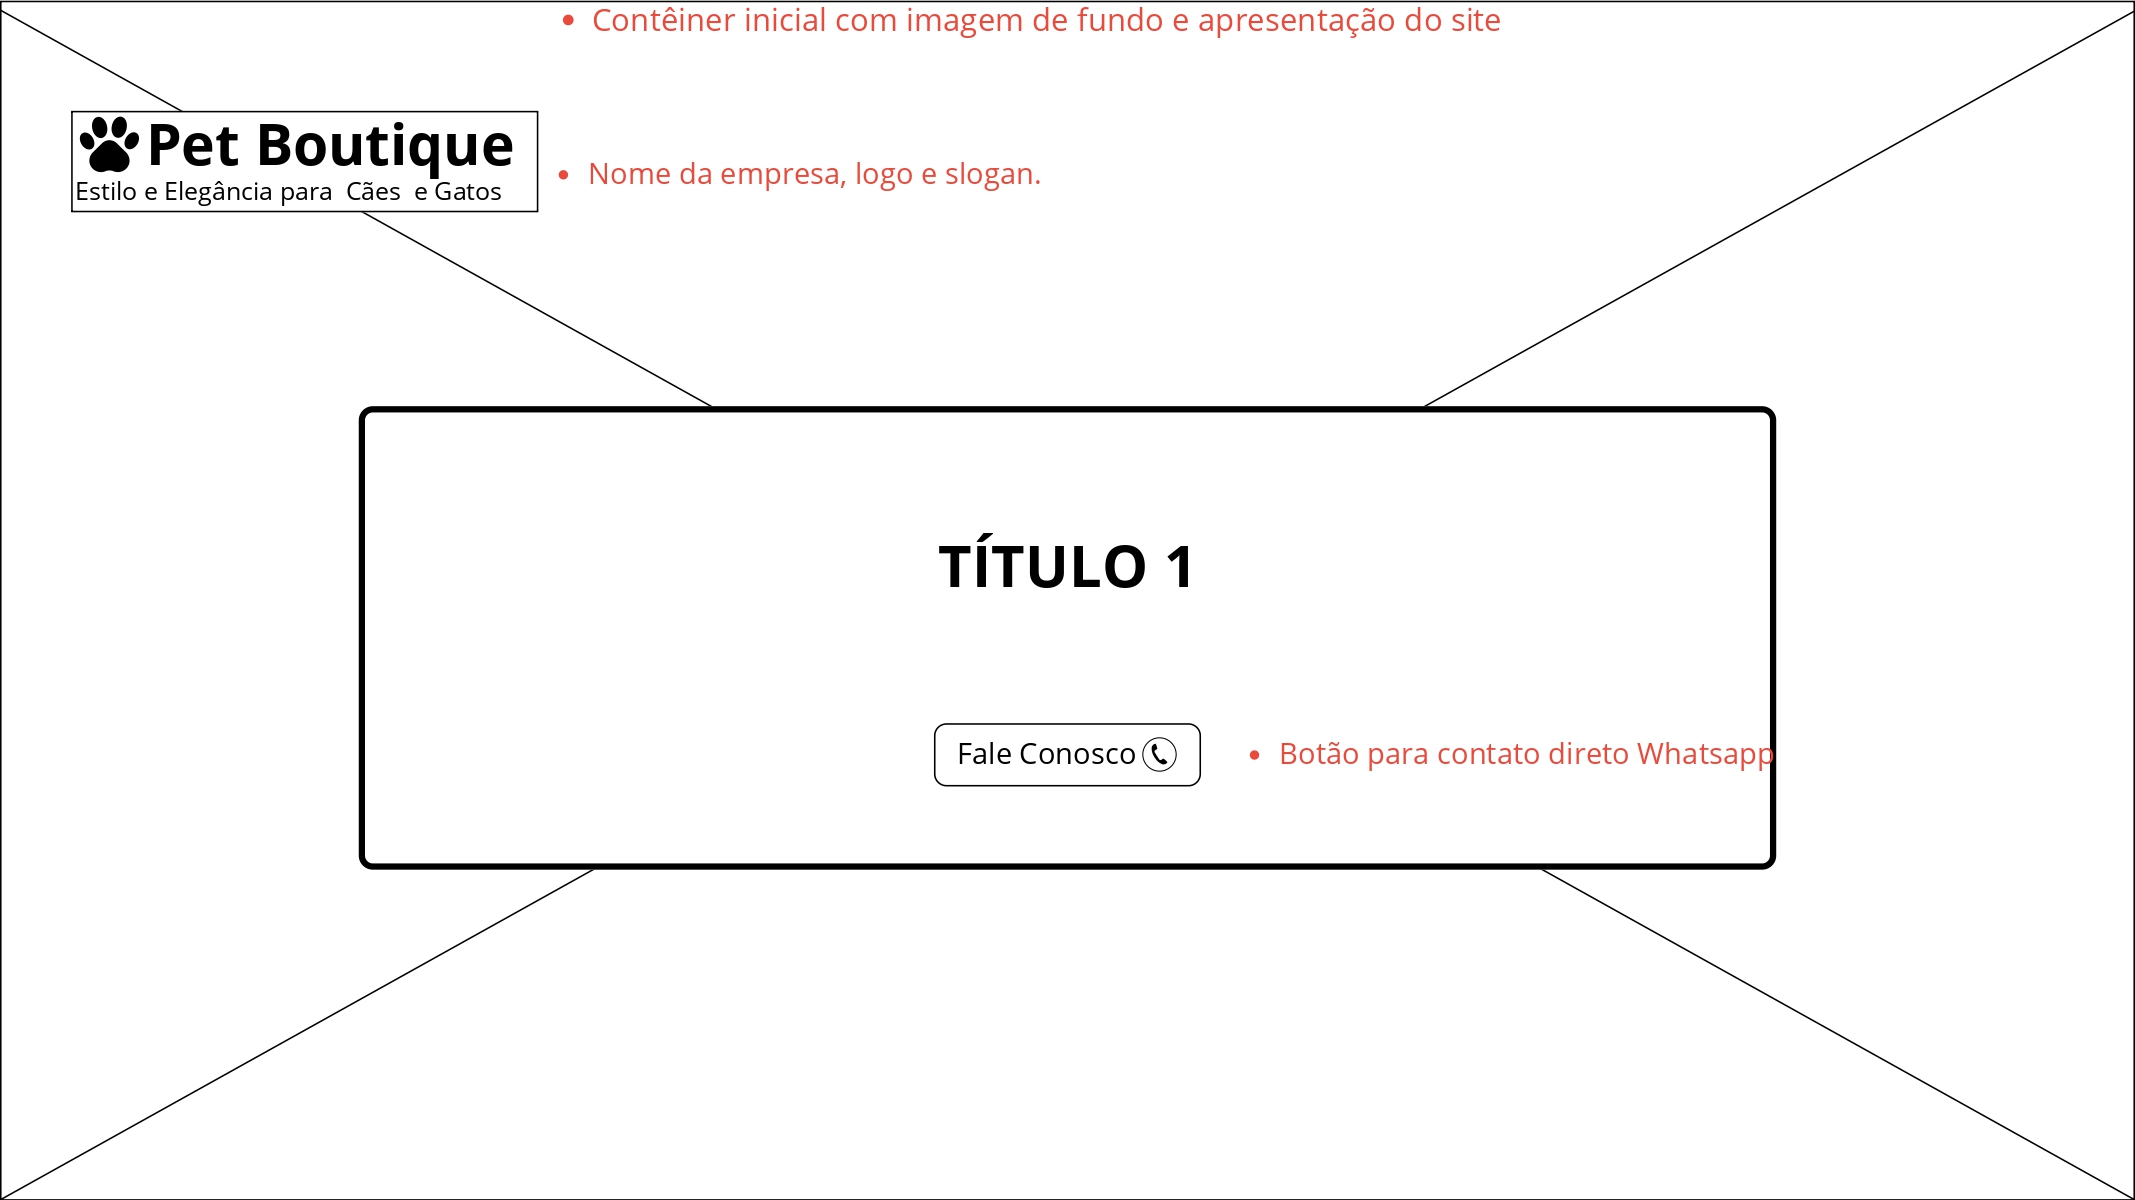 • Contêiner inicial com imagem de fundo e apresentação do site
Pet Boutique
Estilo e Elegância para Cães e Gatos
• Nome da empresa, logo e slogan.
TÍTULO 1
Fale Conosco
• Botão para contato direto Whatsapp